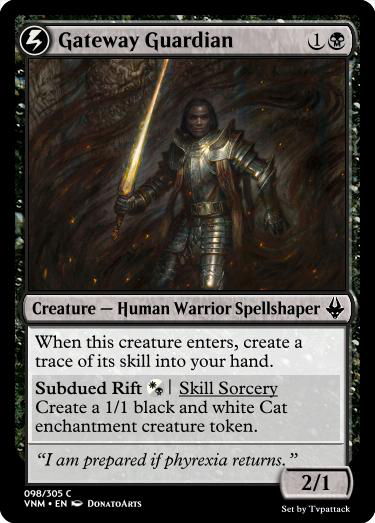 Gateway Guardian 1
Creature — Human Warrior Spellshaper
When this creature enters, create a
trace of its skill into your hand.
Subdued Rift | Skill Sorcery
Create a 1/1 black and white Cat
enchantment creature token.
“I am prepared if phyrexia returns.”
2/1
098/305 C
VNM • EN DonatoArts
Set by Tvpattack